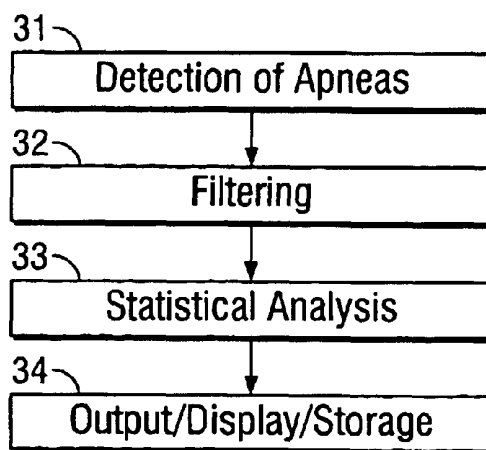 31
Detection of Apneas
32
Filtering
33
Statistical Analysis
34
Output/Display/Storage